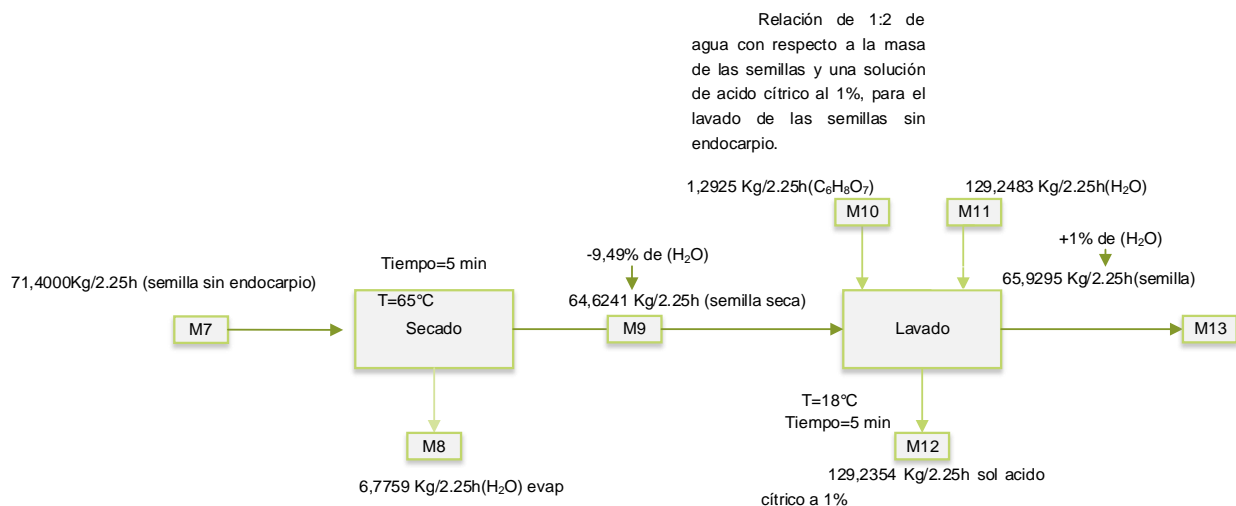 Relación de 1:2 de
agua con respecto a la masa
de las semillas y una solución
de acido cítrico al 1%, para el
lavado de las semillas sin
endocarpio.
1,2925 Kg/2.25h(C₆H₈O₇)
129,2483 Kg/2.25h(H₂O)
M10
M11
-9,49% de (H₂O)
+1% de (H₂O)
Tiempo=5 min
71,4000Kg/2.25h (semilla sin endocarpio)
65,9295 Kg/2.25h(semilla)
T=65°C
64,6241 Kg/2.25h (semilla seca)
M7
Secado
M9
Lavado
M13
T=18°C
Tiempo=5 min
M8
M12
6,7759 Kg/2.25h(H₂O) evap
129,2354 Kg/2.25h sol acido
cítrico a 1%